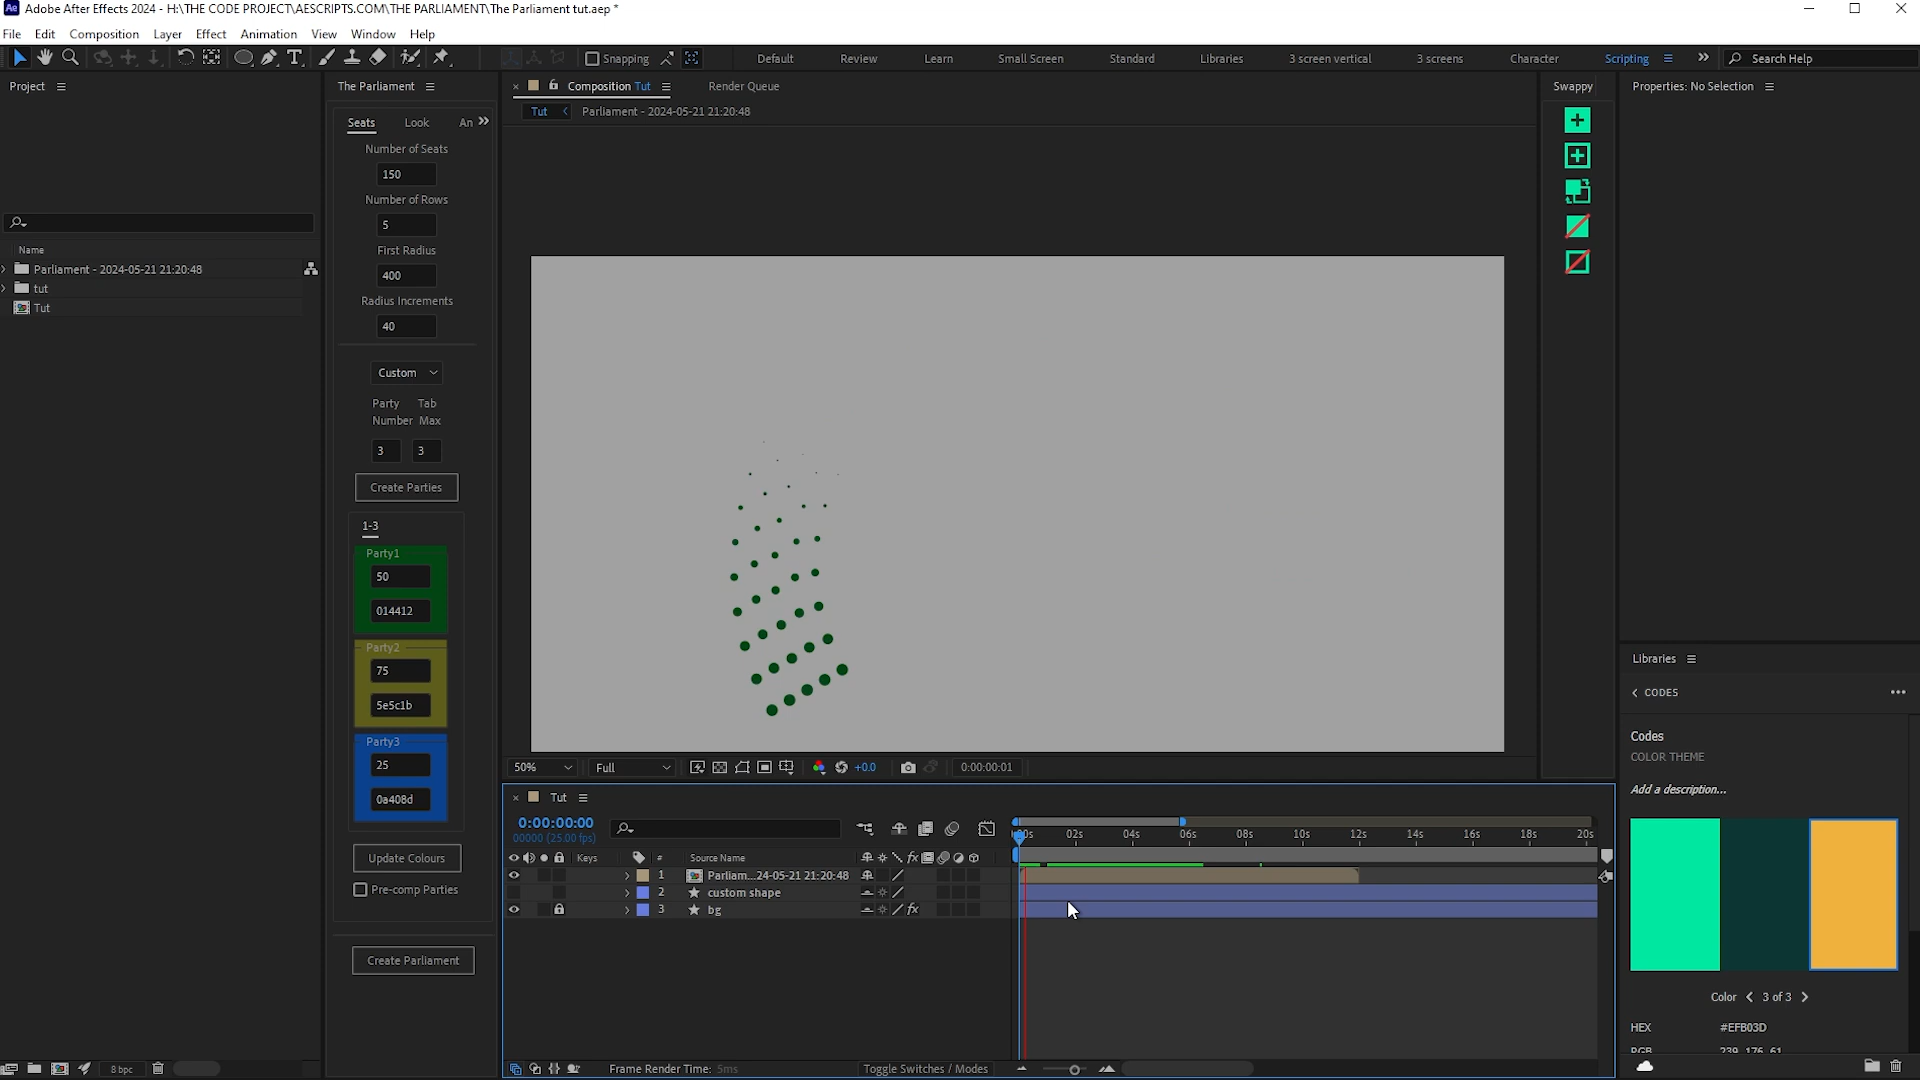 Ae Adobe After Effects 2024 - H:\THE CODE PROJECT\AESCRIPTS.COM\THE PARLIAMENT\The Parliament tut.aep *
File Edit Composition Layer Effect Animation View Window Help
Snapping Default Review Learn Small Screen Standard Libraries 3 screen vertical 3 screens Character Scripting Search Help
Project
Name
Parliament - 2024-05-21 21:20:48
tut
Tut
8 bpc
The Parliament
Seats Look An
Number of Seats
150
Number of Rows
5
First Radius
400
Radius Increments
40
Custom
Party Tab
Number Max
3 3
Create Parties
1-3
Party1
50
014412
Party2
75
5e5c1b
Party3
25
0a408d
Update Colours
Pre-comp Parties
Create Parliament
Composition Tut Render Queue
Tut Parliament - 2024-05-21 21:20:48
50% Full +0.0 0:00:00:01
Tut
0:00:00:00
00000 (25.00 fps)
02s 04s 06s 08s 10s 12s 14s 16s 18s 20s
Keys # Source Name
1 Parliam...24-05-21 21:20:48
2 custom shape
3 bg
Frame Render Time: 5ms Toggle Switches / Modes
Swappy
Properties: No Selection
Libraries
CODES
Codes
COLOR THEME
Add a description...
Color 3 of 3
HEX #EFB03D
RGB 239 176 61